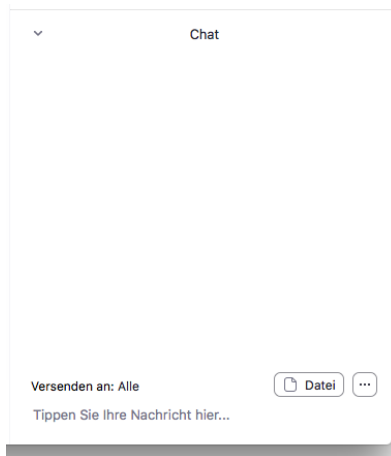 Chat
Versenden an: Alle
Datei
...
Tippen Sie Ihre Nachricht hier...